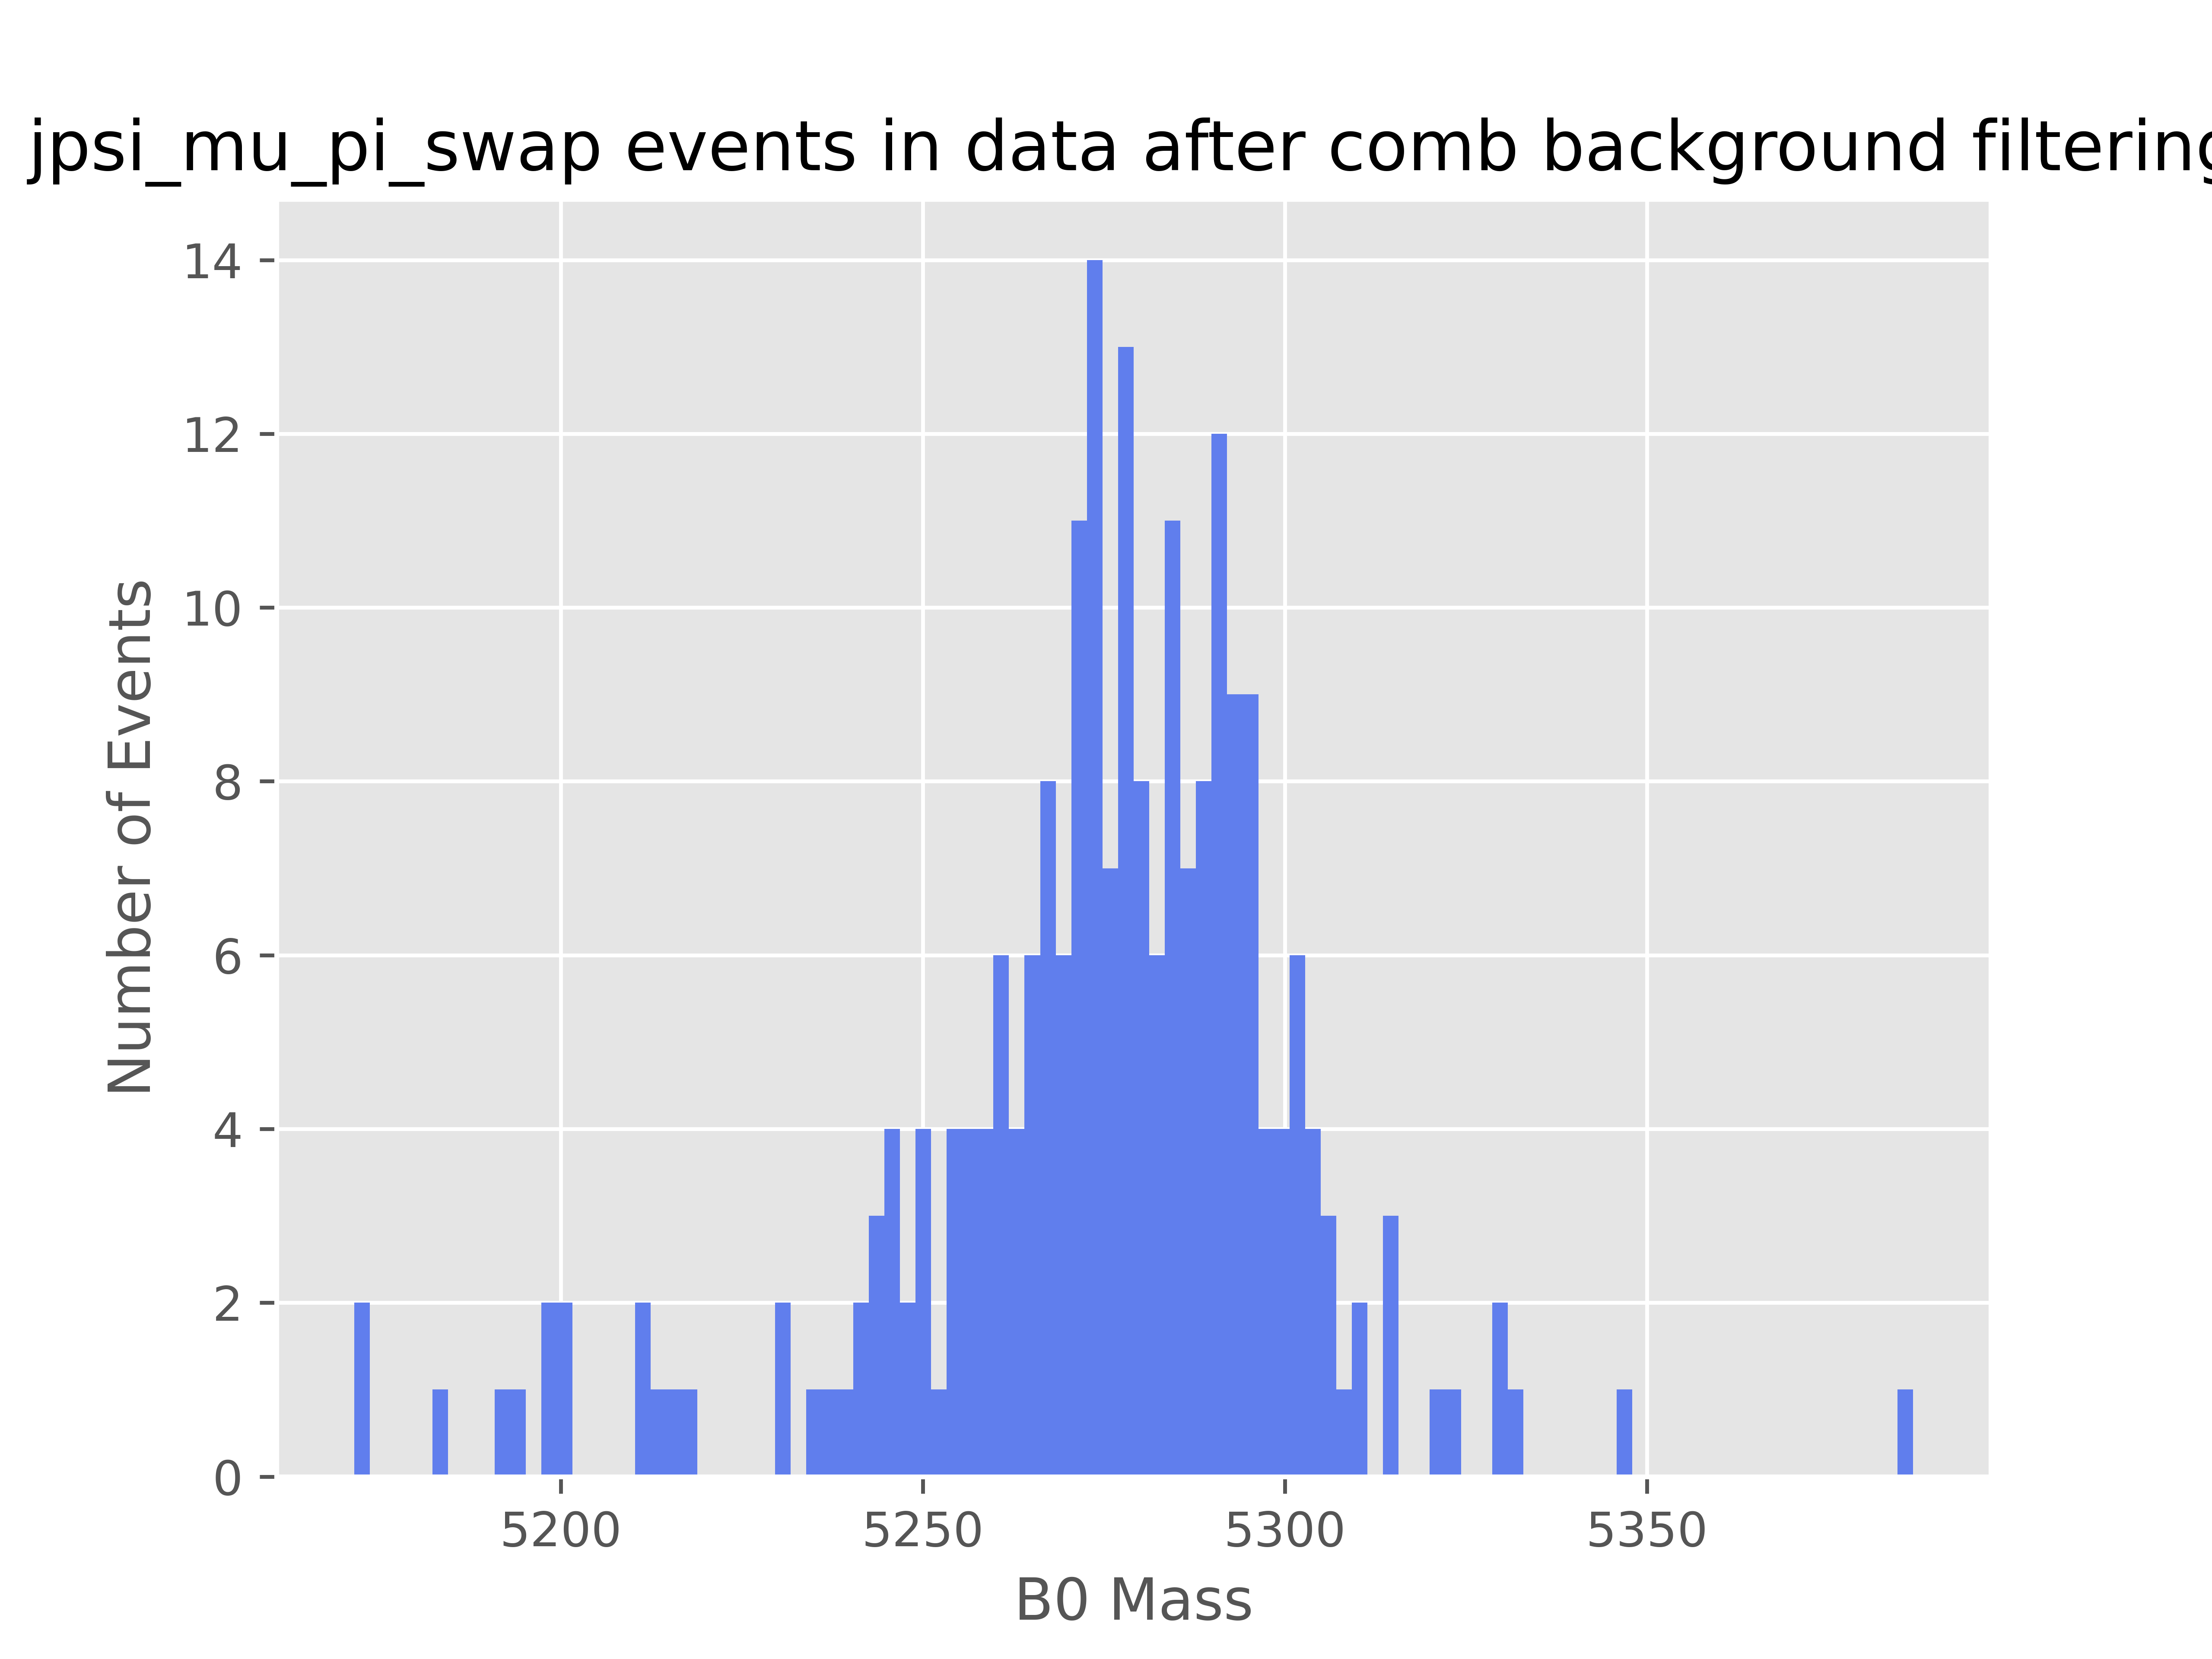 jpsi_mu_pi_swap events in data after comb background filtering
14
12
10
8
6
4
2
0
Number of Events
5200 5250 5300 5350
B0 Mass